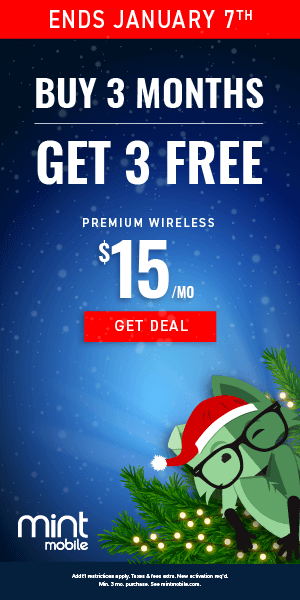 ENDS JANUARY 7TH
BUY 3 MONTHS
GET 3 FREE
PREMIUM WIRELESS
$15/MO
GET DEAL
mint
mobile
Add'l restrictions apply. Taxes & fees extra. New activation req'd.
Min. 3 mo. purchase. See mintmobile.com.